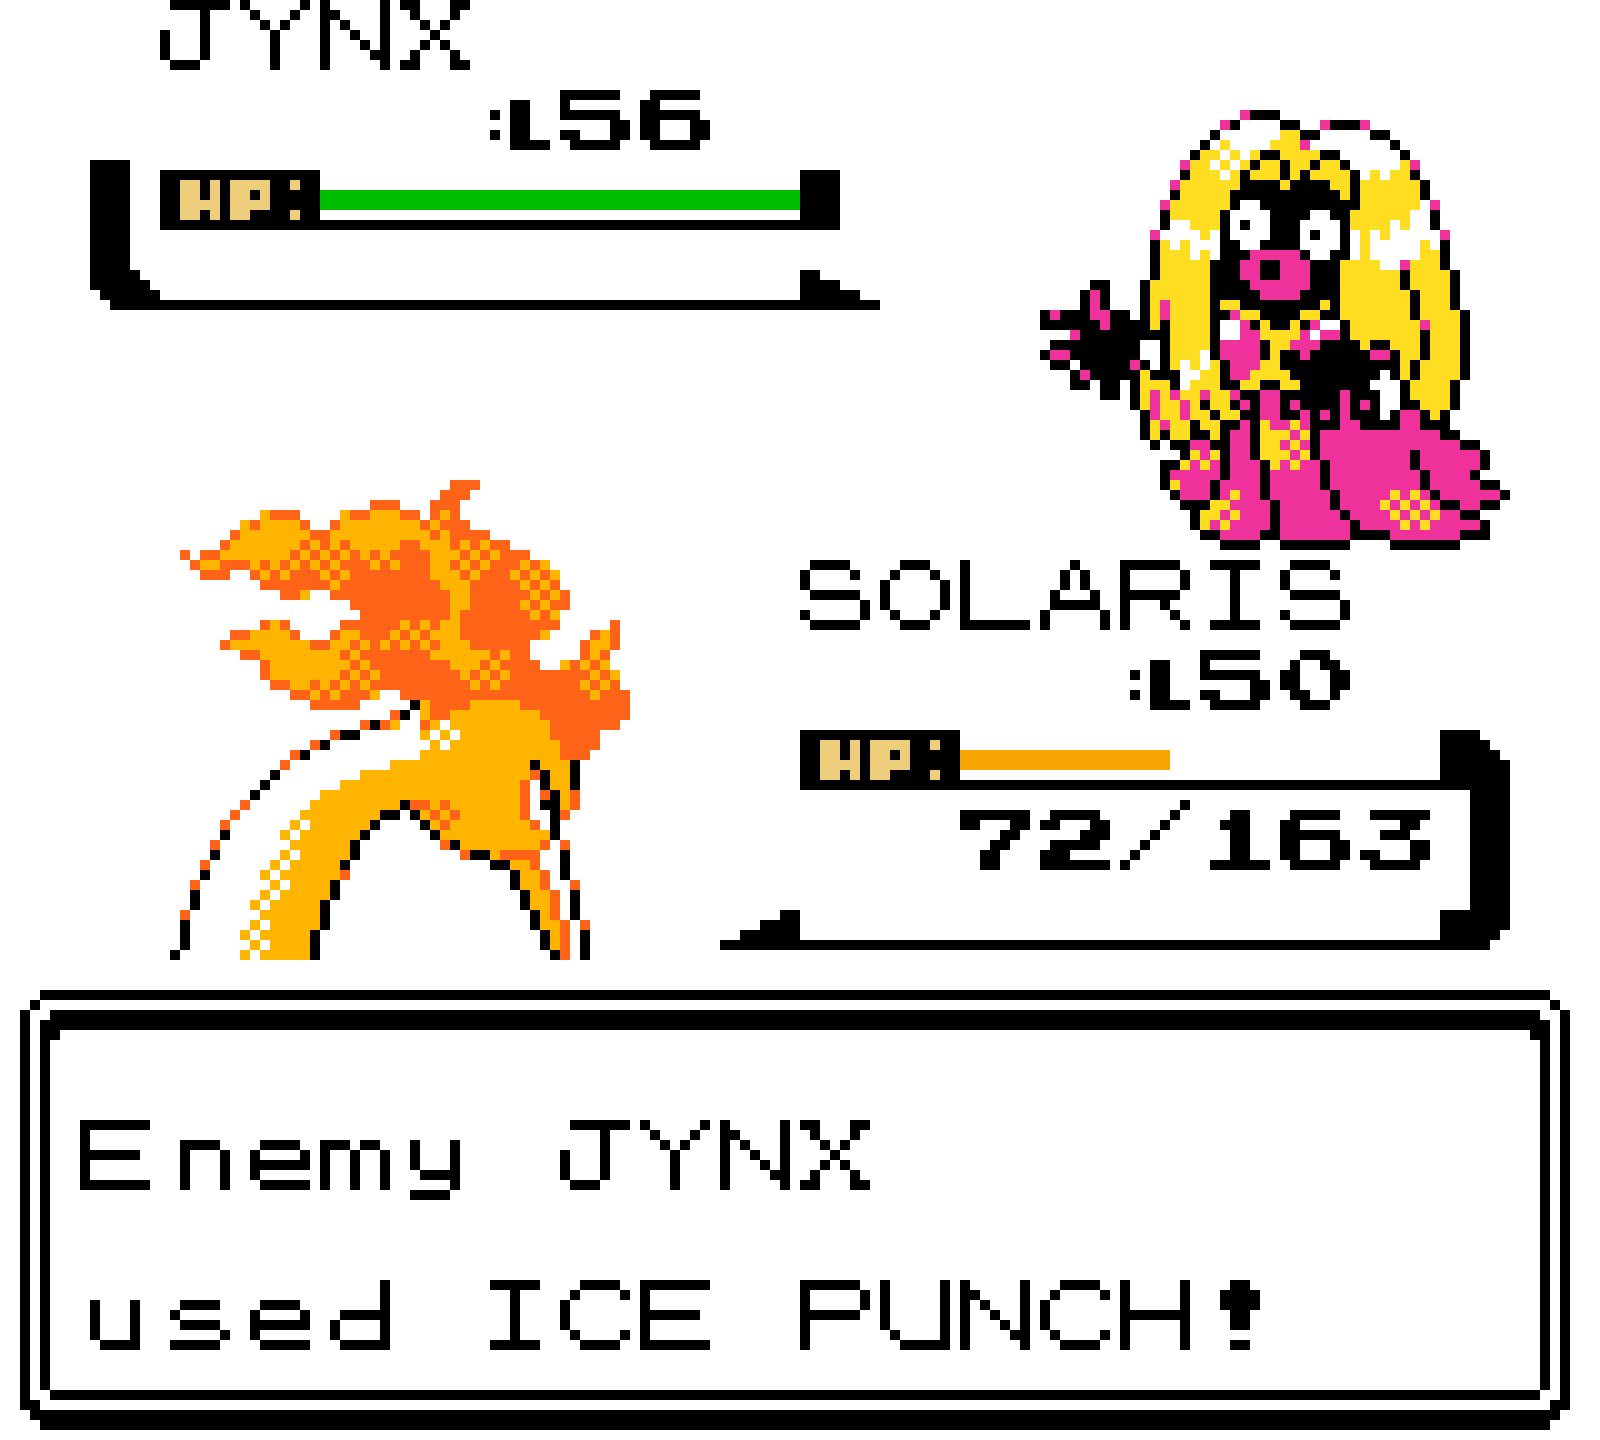 JYNX
:L56
HP:
SOLARIS
:L50
HP:
72/163
Enemy JYNX
used ICE PUNCH!